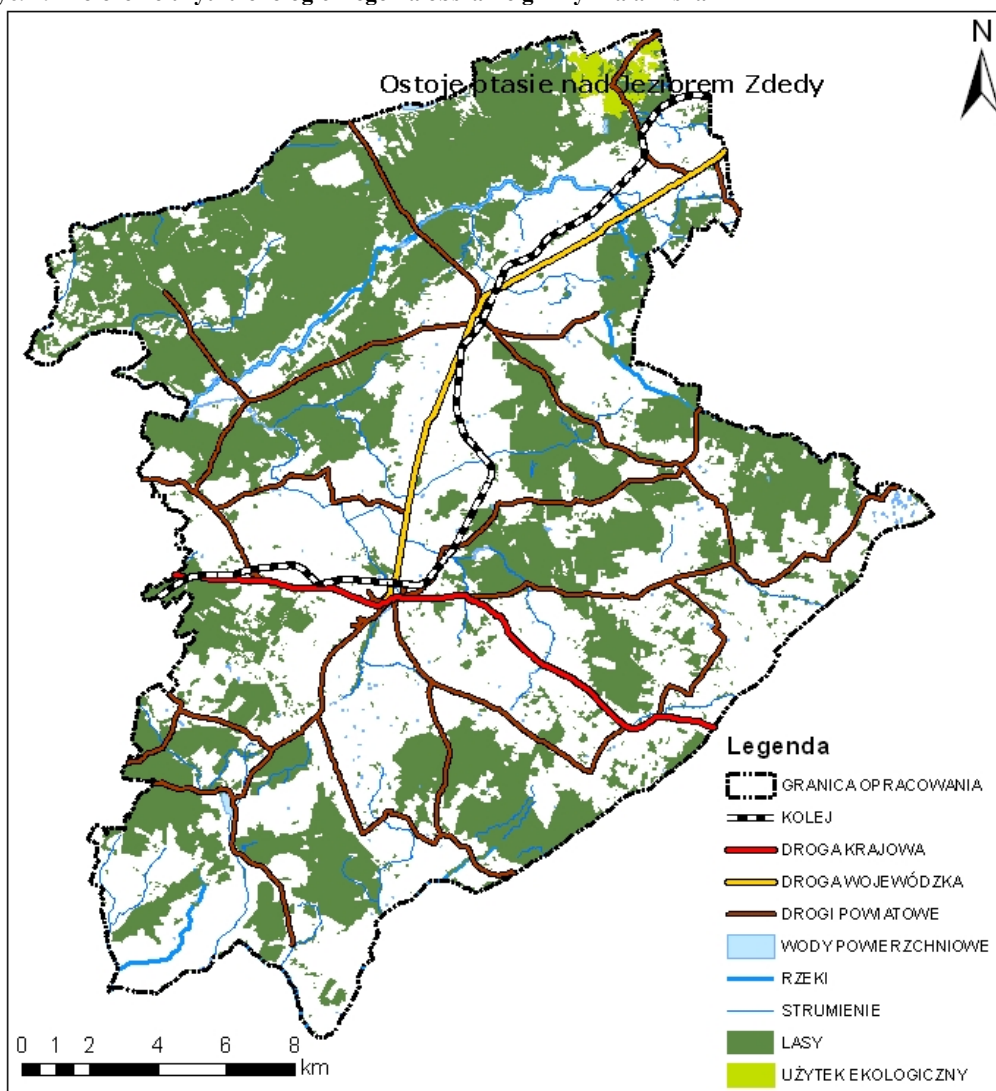 N
Ostoje ptasie nad Jeziorem Zdedy
Legenda
GRANICA OPRACOWANIA
KOLEJ
DROGA KRAJOWA
DROGA WOJEWÓDZKA
DROGI POWIATOWE
WODY POWIERZCHNIOWE
RZEKI
STRUMIENIE
LASY
UŻYTEK EKOLOGICZNY
0 1 2 4 6 8
km